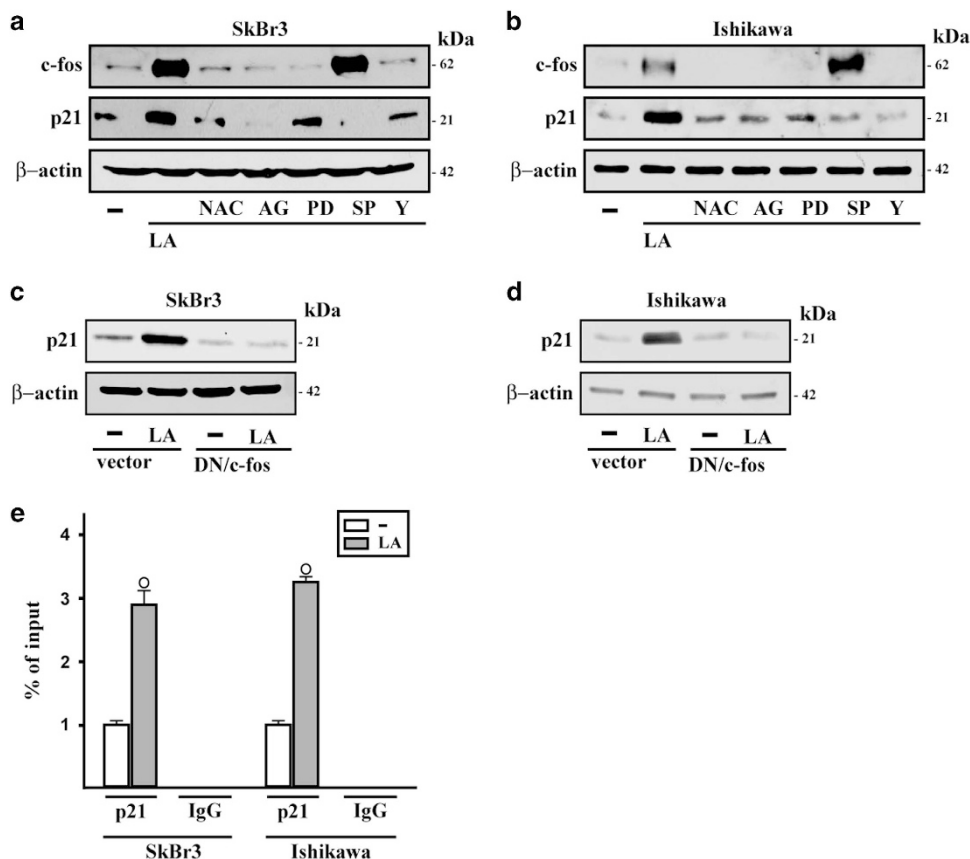 a
SkBr3
kDa
c-fos
- 62
p21
- 21
β-actin
- 42
– NAC AG PD SP Y
LA
b
Ishikawa
kDa
c-fos
- 62
p21
- 21
β-actin
- 42
– NAC AG PD SP Y
LA
c
SkBr3
kDa
p21
- 21
β-actin
- 42
– LA – LA
vector DN/c-fos
d
Ishikawa
kDa
p21
- 21
β-actin
- 42
– LA – LA
vector DN/c-fos
e
-
LA
% of input
4
3
2
1
p21 IgG p21 IgG
SkBr3 Ishikawa